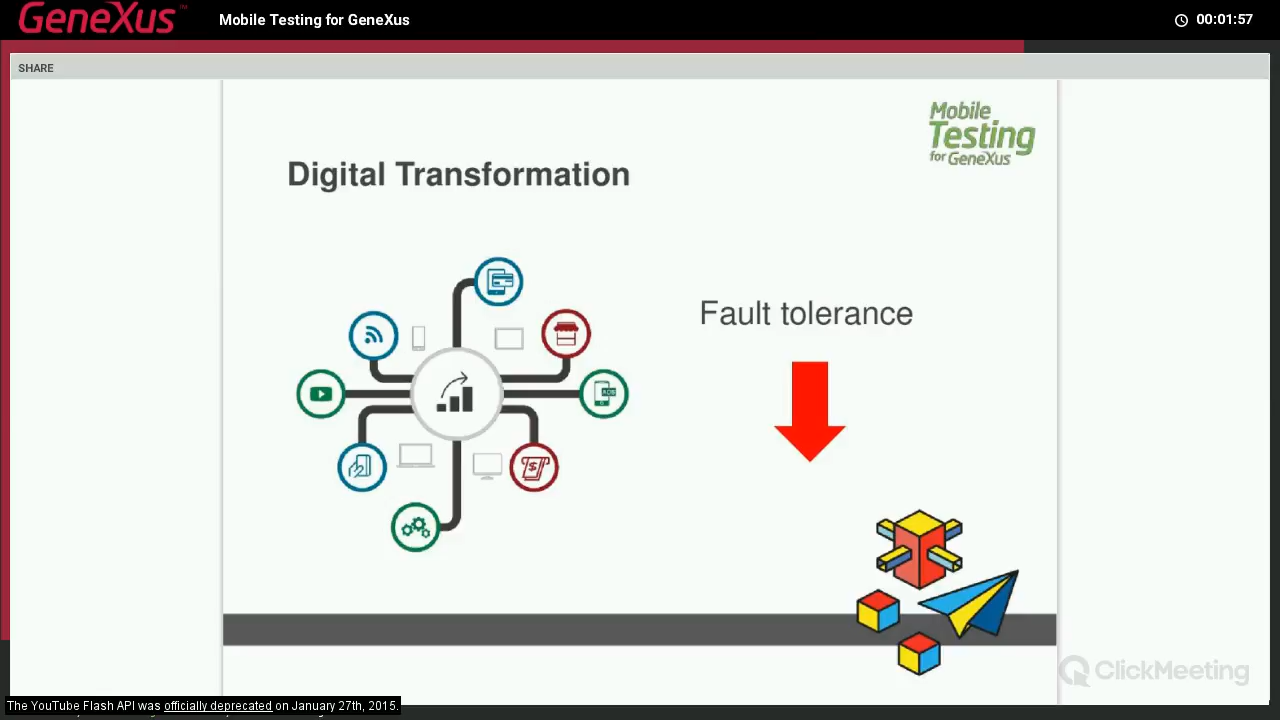 GeneXus™
Mobile Testing for GeneXus
00:01:57
SHARE
Mobile
Testing
for GeneXus
Digital Transformation
Fault tolerance
ClickMeeting
The YouTube Flash API was officially deprecated on January 27th, 2015.